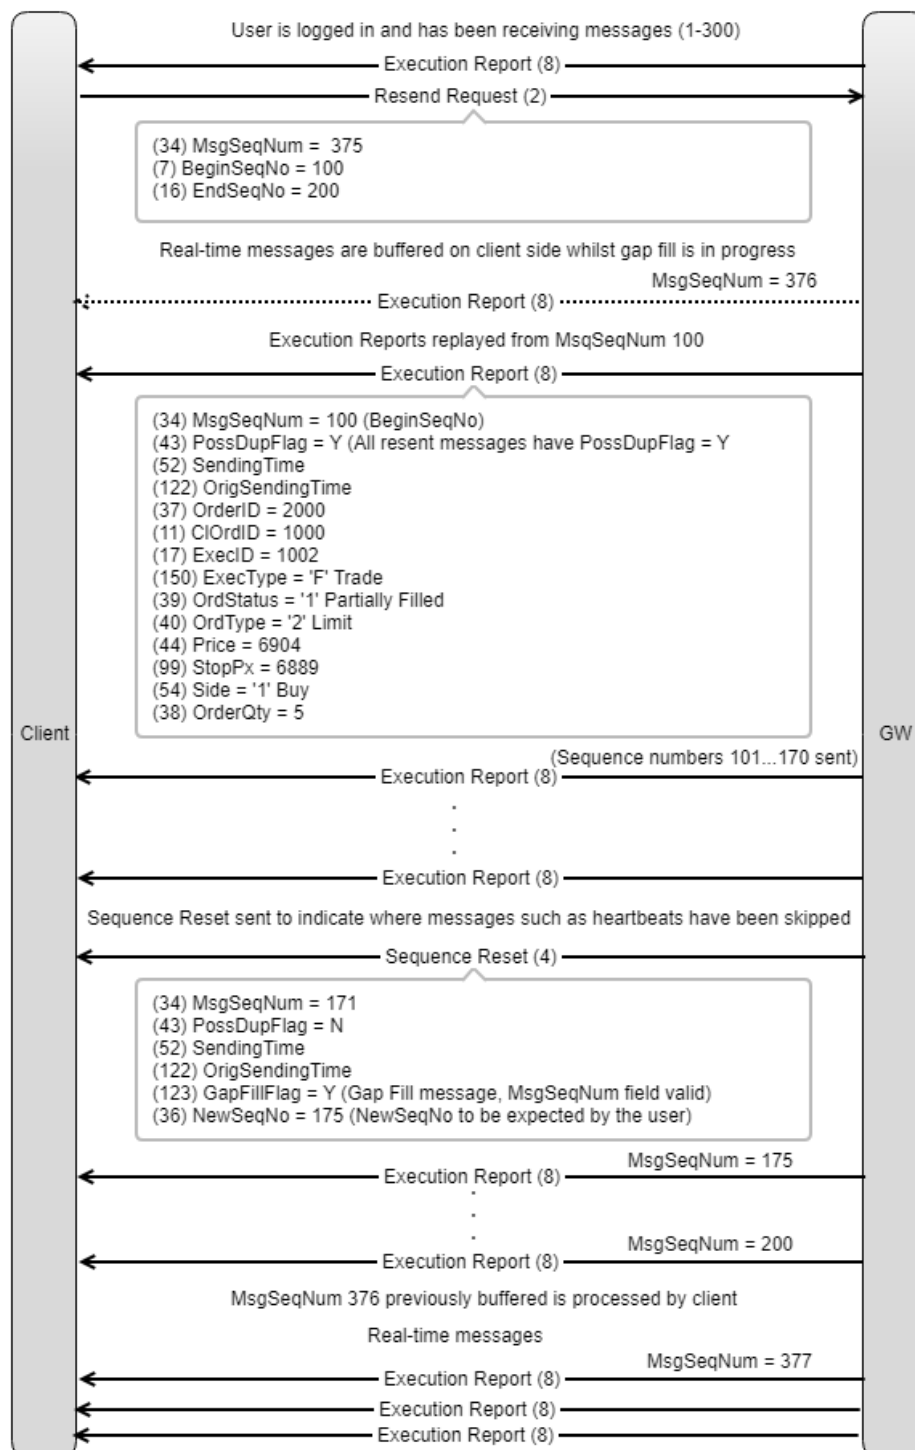 User is logged in and has been receiving messages (1-300)
Execution Report (8)
Resend Request (2)
(34) MsgSeqNum = 375
(7) BeginSeqNo = 100
(16) EndSeqNo = 200
Real-time messages are buffered on client side whilst gap fill is in progress
MsgSeqNum = 376
Execution Report (8)
Execution Reports replayed from MsqSeqNum 100
Execution Report (8)
(34) MsgSeqNum = 100 (BeginSeqNo)
(43) PossDupFlag = Y (All resent messages have PossDupFlag = Y
(52) SendingTime
(122) OrigSendingTime
(37) OrderID = 2000
(11) ClOrdID = 1000
(17) ExecID = 1002
(150) ExecType = 'F' Trade
(39) OrdStatus = '1' Partially Filled
(40) OrdType = '2' Limit
(44) Price = 6904
(99) StopPx = 6889
(54) Side = '1' Buy
(38) OrderQty = 5
Client
GW
(Sequence numbers 101...170 sent)
Execution Report (8)
.
.
.
Execution Report (8)
Sequence Reset sent to indicate where messages such as heartbeats have been skipped
Sequence Reset (4)
(34) MsgSeqNum = 171
(43) PossDupFlag = N
(52) SendingTime
(122) OrigSendingTime
(123) GapFillFlag = Y (Gap Fill message, MsgSeqNum field valid)
(36) NewSeqNo = 175 (NewSeqNo to be expected by the user)
MsgSeqNum = 175
Execution Report (8)
.
.
.
MsgSeqNum = 200
Execution Report (8)
MsgSeqNum 376 previously buffered is processed by client
Real-time messages
MsgSeqNum = 377
Execution Report (8)
Execution Report (8)
Execution Report (8)